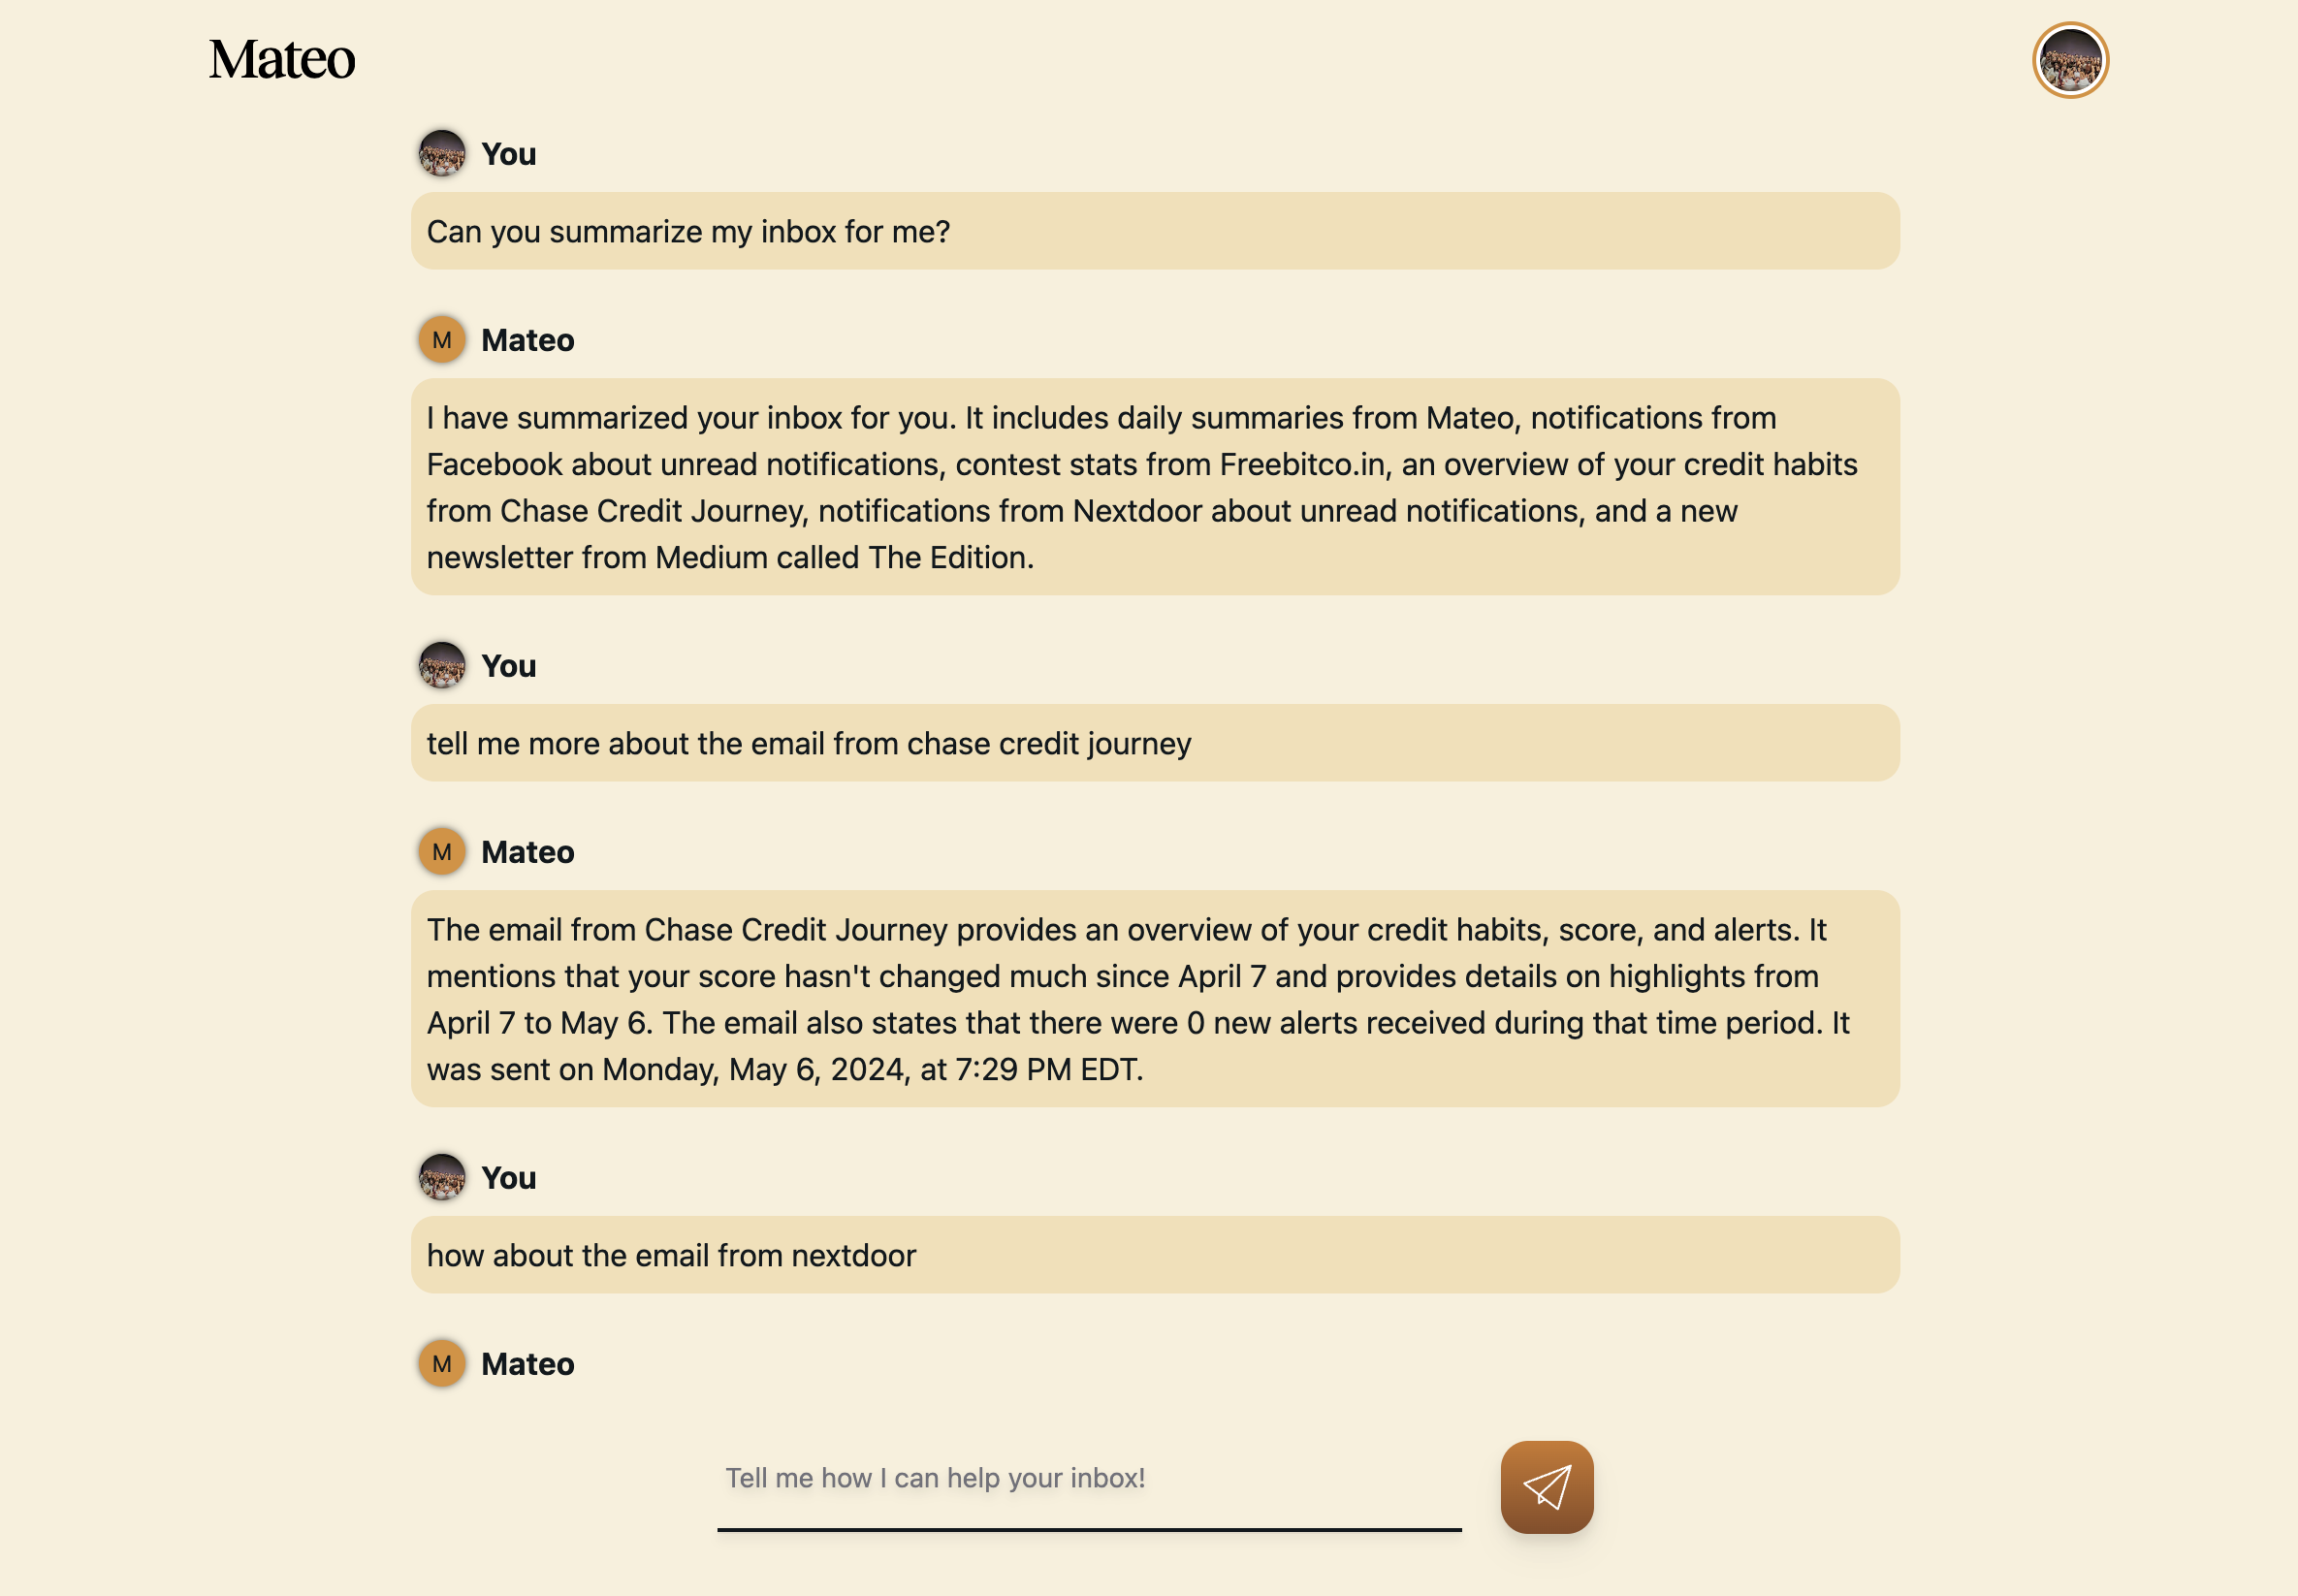 Mateo
You
Can you summarize my inbox for me?
M Mateo
I have summarized your inbox for you. It includes daily summaries from Mateo, notifications from
Facebook about unread notifications, contest stats from Freebitco.in, an overview of your credit habits
from Chase Credit Journey, notifications from Nextdoor about unread notifications, and a new
newsletter from Medium called The Edition.
You
tell me more about the email from chase credit journey
M Mateo
The email from Chase Credit Journey provides an overview of your credit habits, score, and alerts. It
mentions that your score hasn't changed much since April 7 and provides details on highlights from
April 7 to May 6. The email also states that there were 0 new alerts received during that time period. It
was sent on Monday, May 6, 2024, at 7:29 PM EDT.
You
how about the email from nextdoor
M Mateo
Tell me how I can help your inbox!